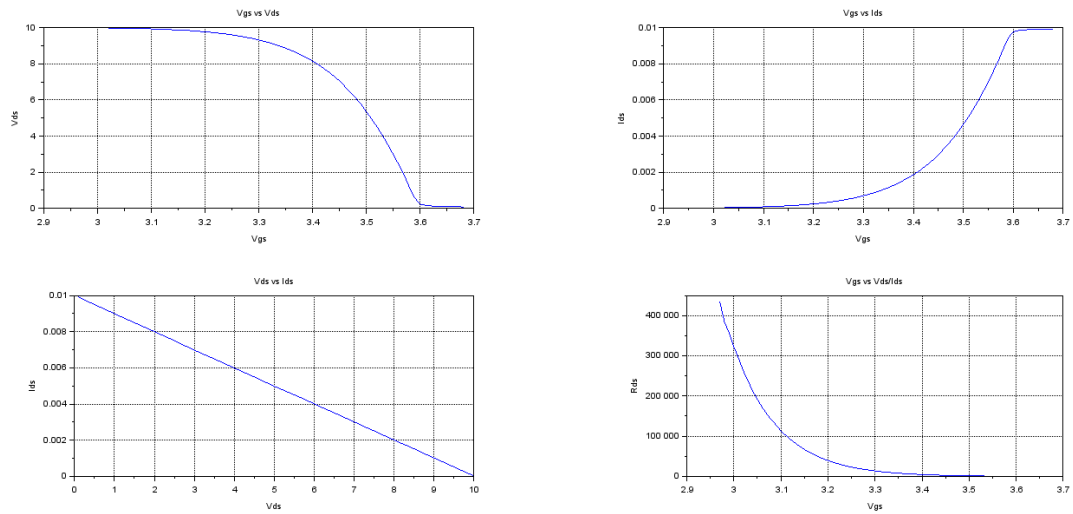 Vgs vs Vds
10
8
6
4
2
0
Vds
2.9 3 3.1 3.2 3.3 3.4 3.5 3.6 3.7
Vgs
Vgs vs Ids
0.01
0.008
0.006
0.004
0.002
0
Ids
2.9 3 3.1 3.2 3.3 3.4 3.5 3.6 3.7
Vgs
Vds vs Ids
0.01
0.008
0.006
0.004
0.002
0
Ids
0 1 2 3 4 5 6 7 8 9 10
Vds
Vgs vs Vds/Ids
400 000
300 000
200 000
100 000
0
Rds
2.9 3 3.1 3.2 3.3 3.4 3.5 3.6 3.7
Vgs